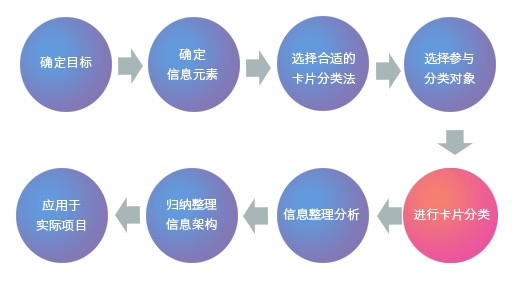 确定目标
确定
信息元素
选择合适的
卡片分类法
选择参与
分类对象
进行卡片分类
信息整理分析
归纳整理
信息架构
应用于
实际项目